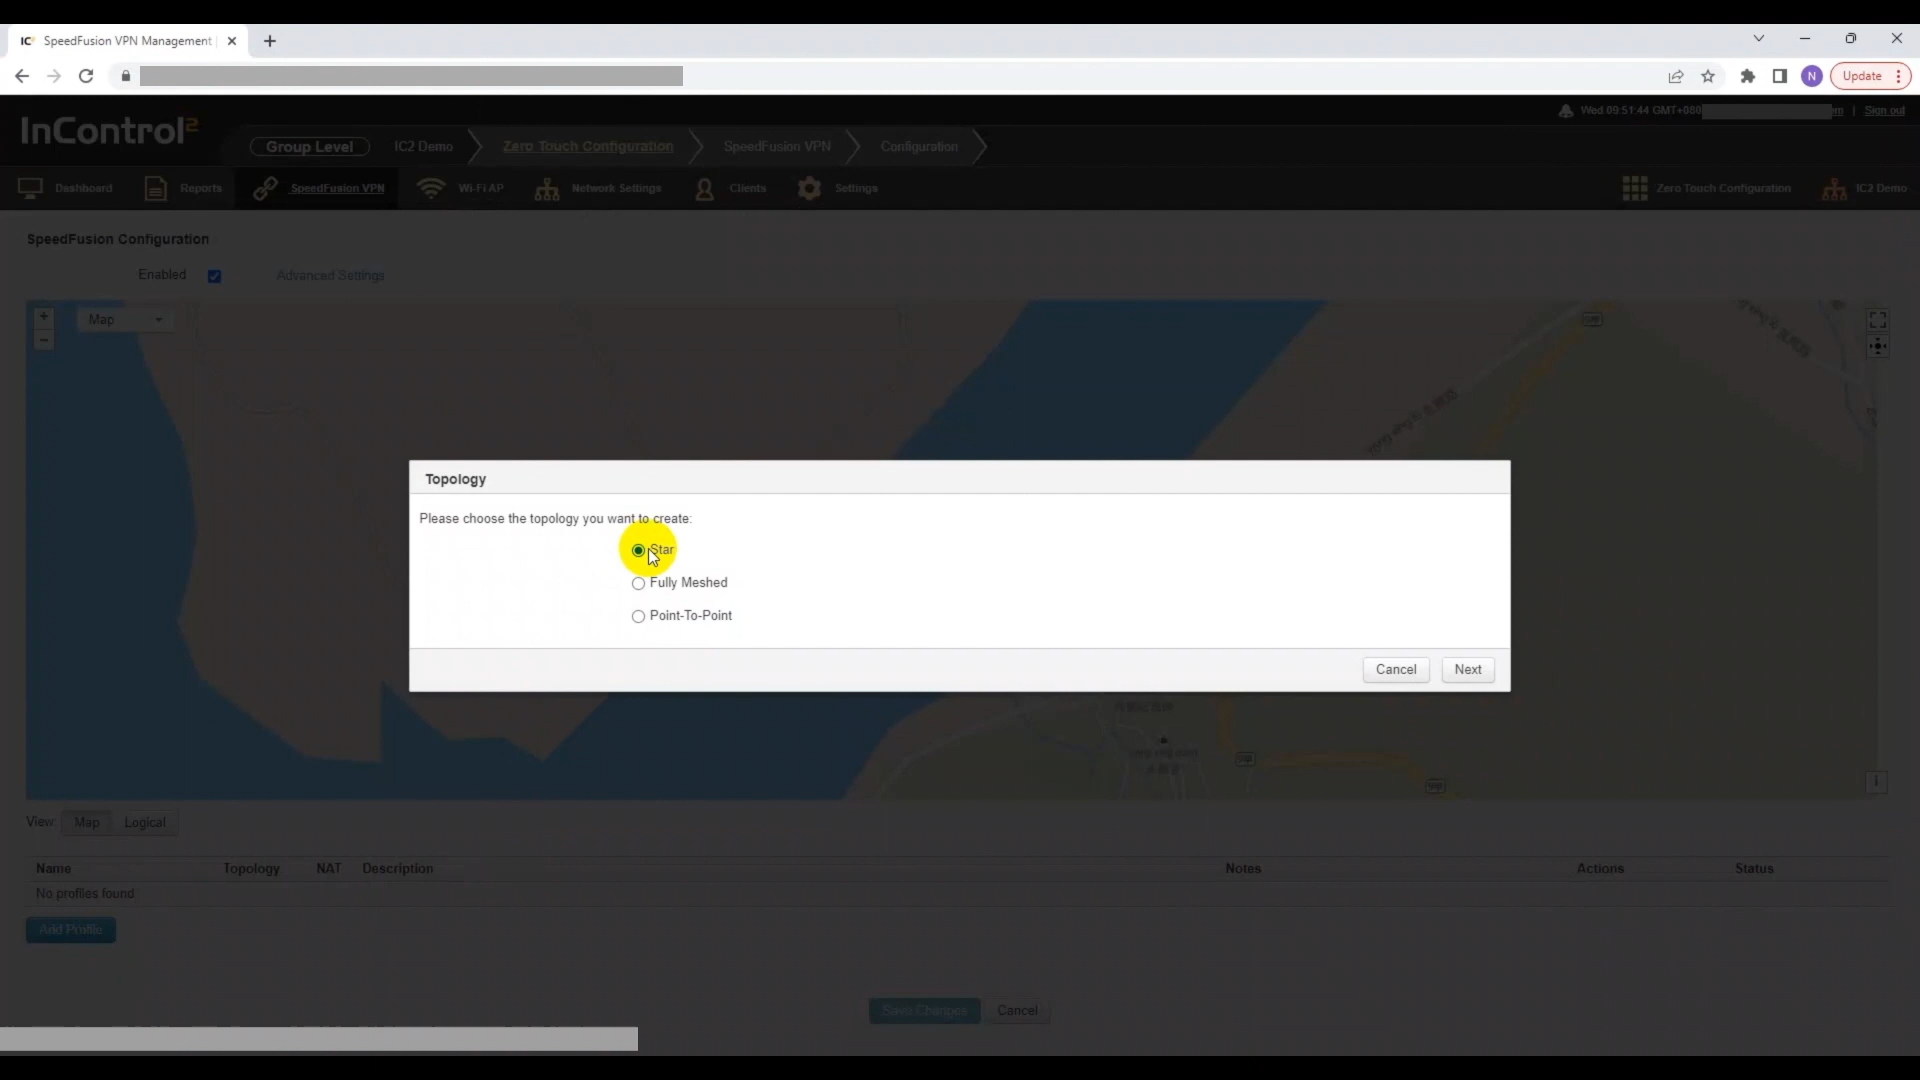 IC² SpeedFusion VPN Management
Update
Wed 09:51:44 GMT+080 | Sign out
InControl2
Group Level IC2 Demo Zero Touch Configuration SpeedFusion VPN Configuration
Dashboard Reports SpeedFusion VPN Wi-Fi AP Network Settings Clients Settings Zero Touch Configuration IC2 Demo
SpeedFusion Configuration
Enabled Advanced Settings
+ Map
−
Topology
Please choose the topology you want to create:
Star
Fully Meshed
Point-To-Point
Cancel Next
View: Map Logical
Name Topology NAT Description Notes Actions Status
No profiles found
Add Profile
Save Changes Cancel